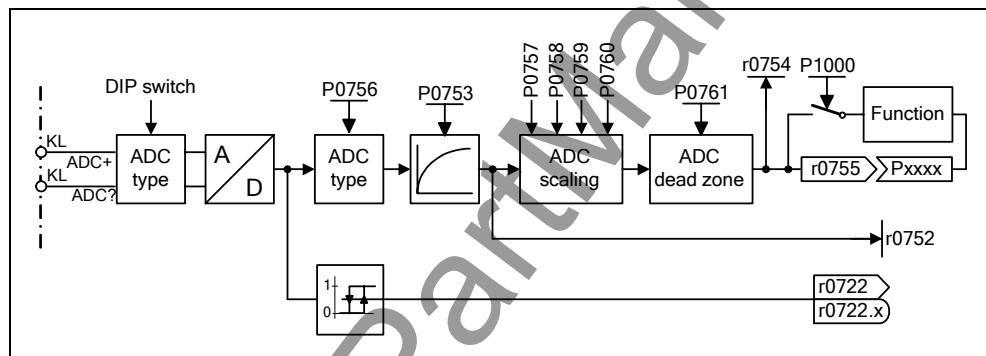 DIP switch
KL
ADC+
KL
ADC?
ADC
type
A
D
P0756
ADC
type
P0753
P0757
P0758
P0759
P0760
ADC
scaling
P0761
ADC
dead zone
r0754
P1000
Function
r0755
Pxxxx
r0752
1
0
r0722
r0722.x